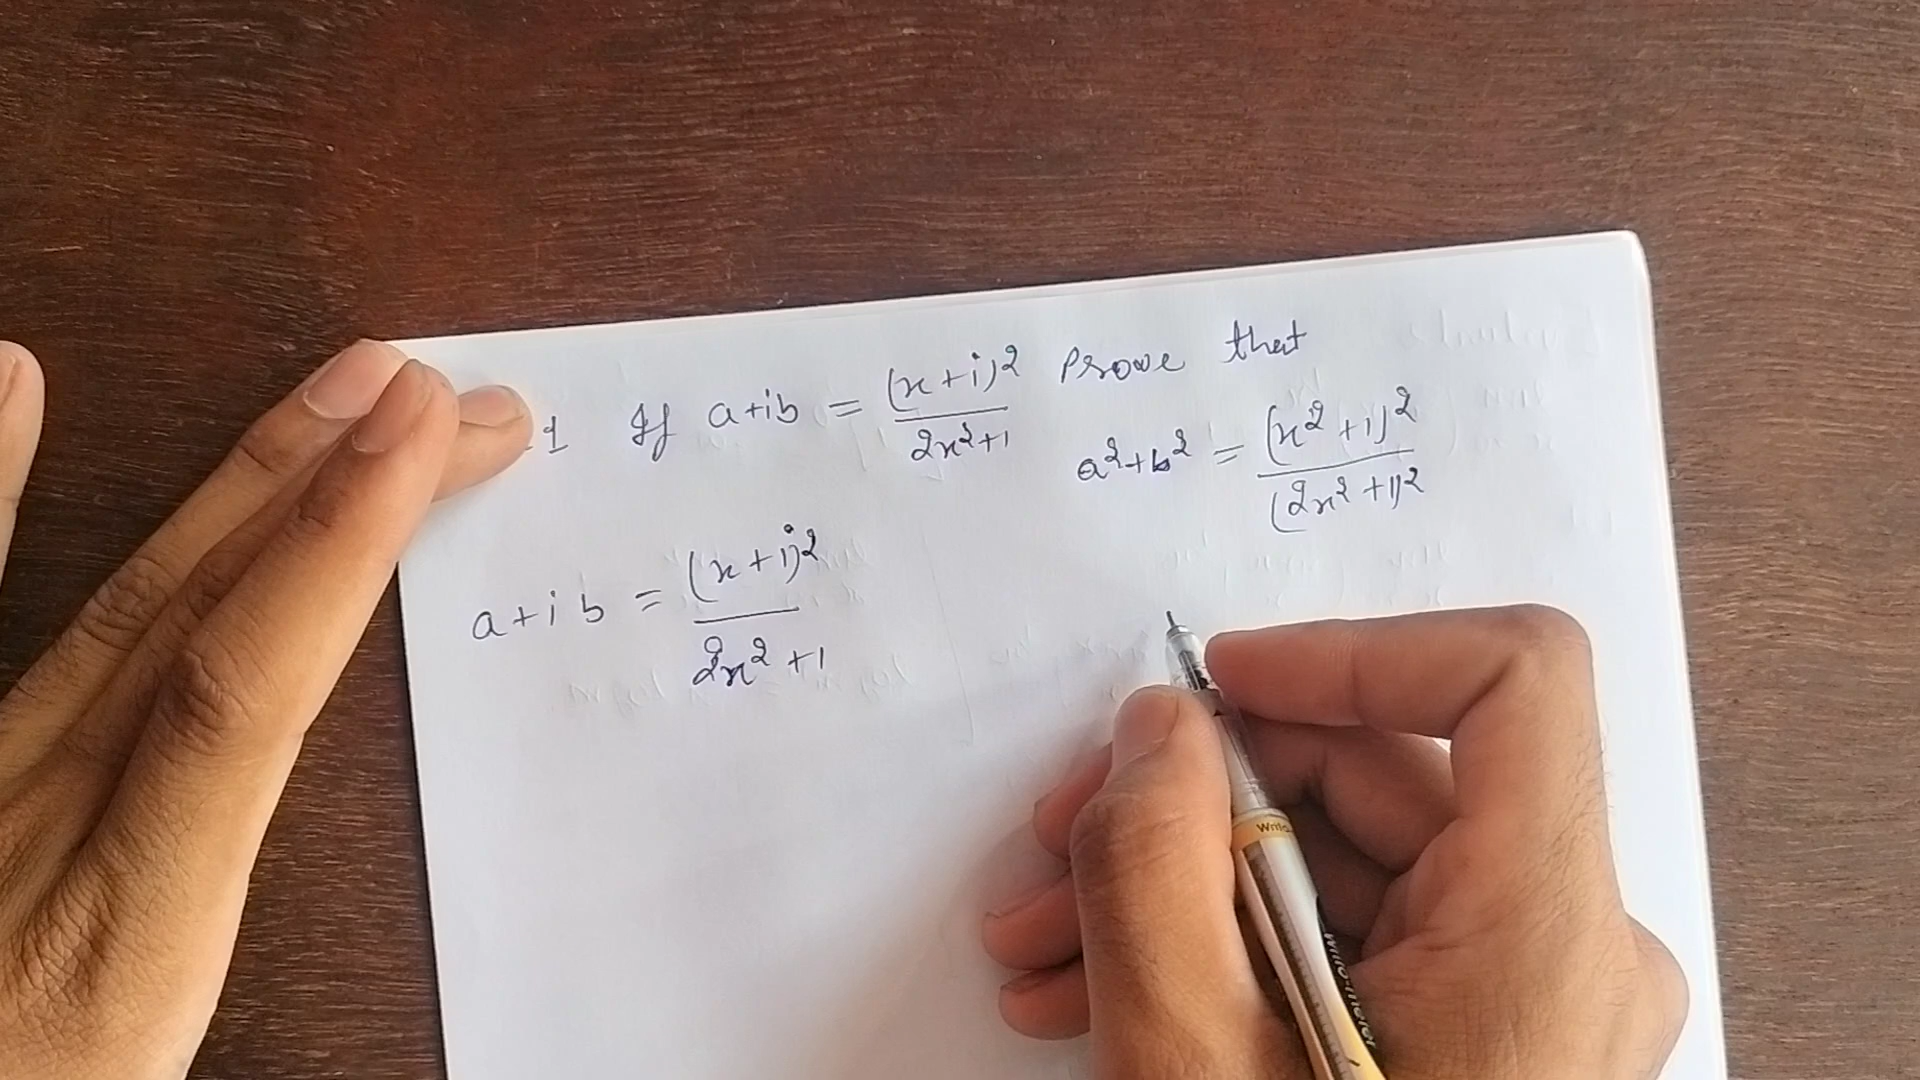 1 If a+ib = (x+i)² / 2x²+1 Prove that
a²+b² = (x²+1)² / (2x²+1)²
a+ib = (x+i)² / 2x²+1